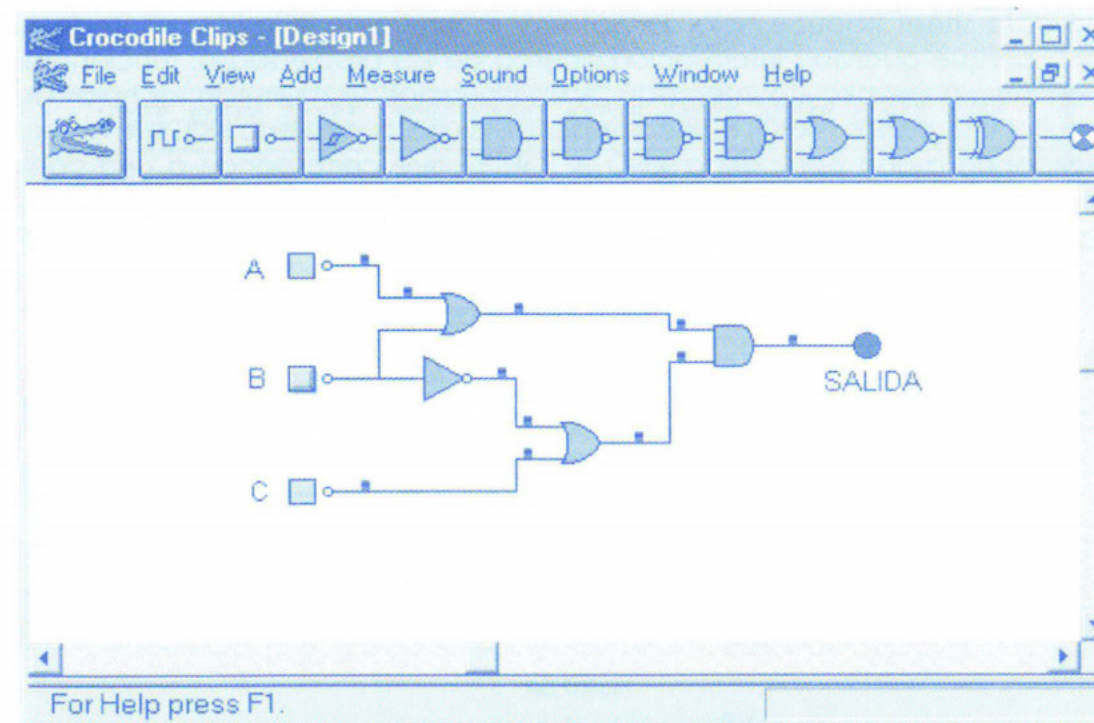 Crocodile Clips - [Design1]
File Edit View Add Measure Sound Options Window Help
A
B
SALIDA
C
For Help press F1.